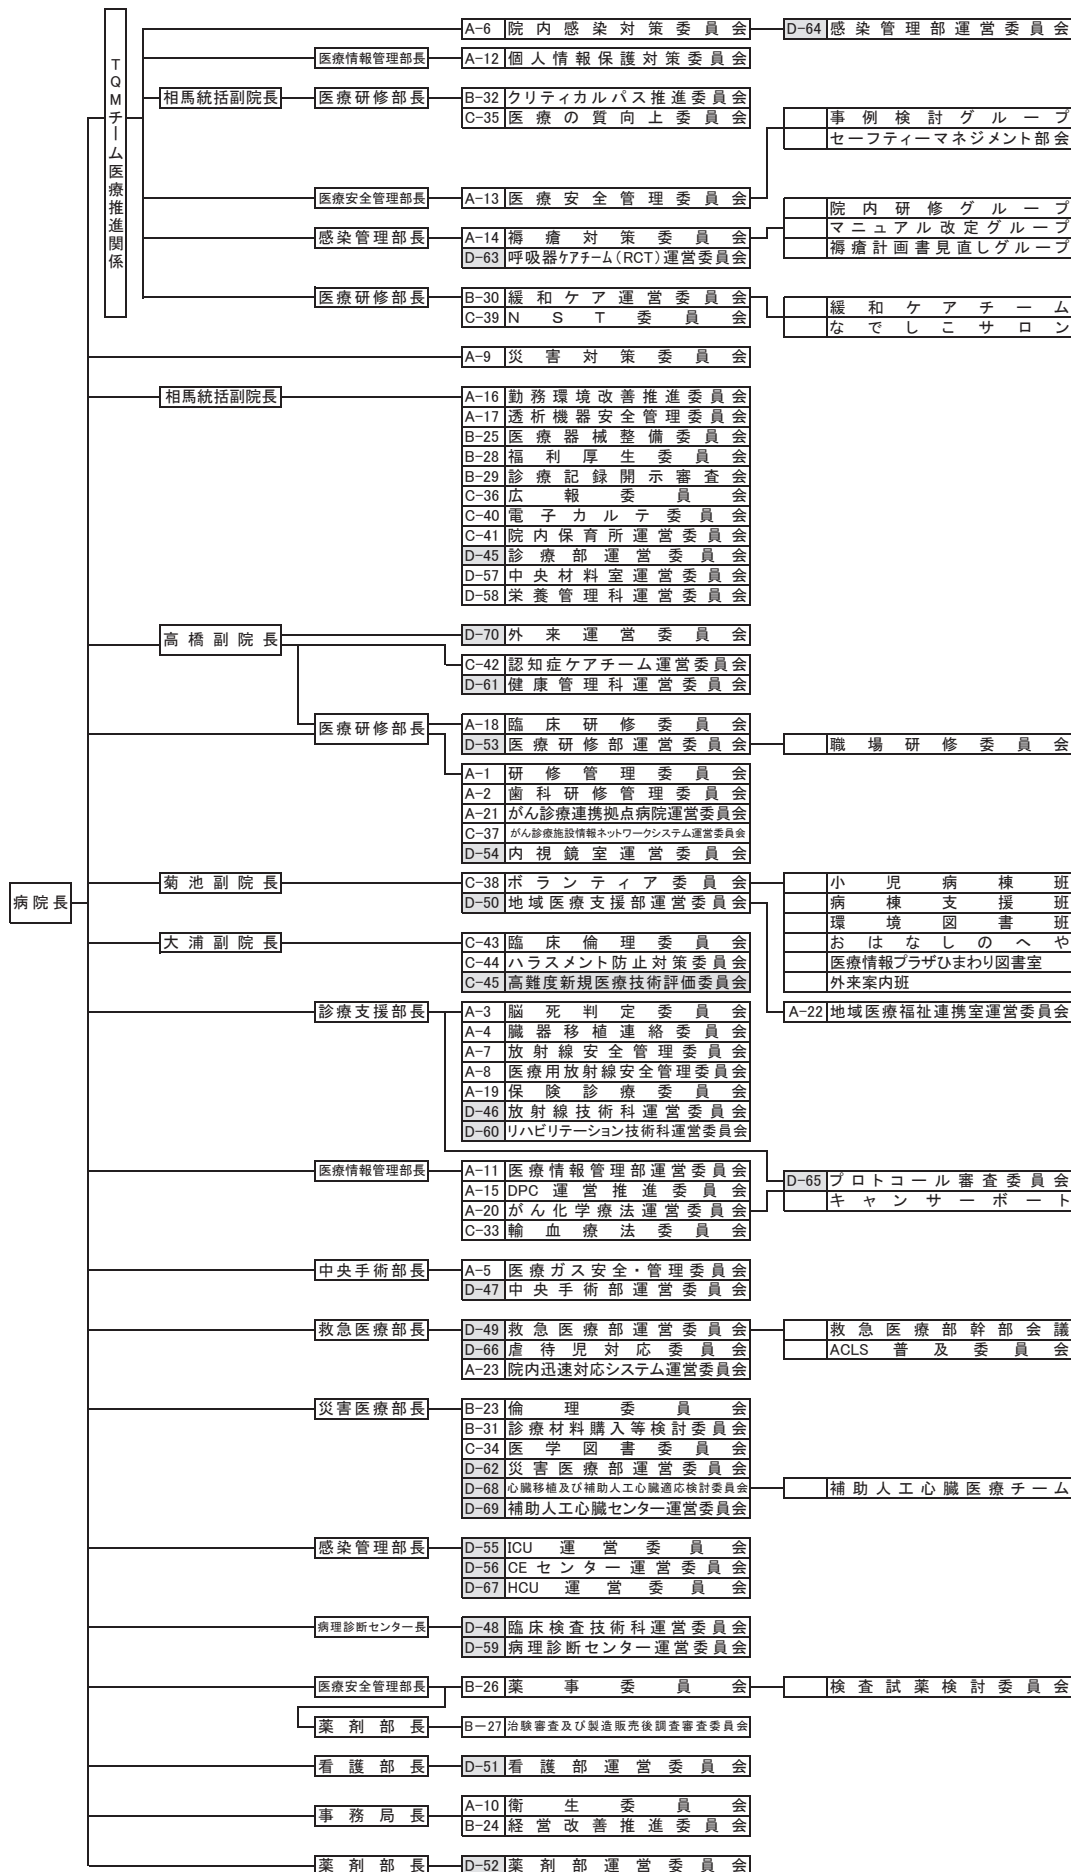 A-6 院内感染対策委員会 D-64 感染管理部運営委員会
医療情報管理部長 A-12 個人情報保護対策委員会
TQMチーム医療推進関係
相馬統括副院長 医療研修部長 B-32 クリティカルパス推進委員会
C-35 医療の質向上委員会 事例検討グループ
セーフティーマネジメント部会
医療安全管理部長 A-13 医療安全管理委員会
院内研修グループ
感染管理部長 A-14 褥瘡対策委員会 マニュアル改定グループ
D-63 呼吸器ケアチーム(RCT)運営委員会 褥瘡計画書見直しグループ
医療研修部長 B-30 緩和ケア運営委員会 緩和ケアチーム
C-39 NST委員会 なでしこサロン
A-9 災害対策委員会
相馬統括副院長 A-16 勤務環境改善推進委員会
A-17 透析機器安全管理委員会
B-25 医療器械整備委員会
B-28 福利厚生委員会
B-29 診療記録開示審査会
C-36 広報委員会
C-40 電子カルテ委員会
C-41 院内保育所運営委員会
D-45 診療部運営委員会
D-57 中央材料室運営委員会
D-58 栄養管理科運営委員会
高橋副院長 D-70 外来運営委員会
C-42 認知症ケアチーム運営委員会
D-61 健康管理科運営委員会
医療研修部長 A-18 臨床研修委員会
D-53 医療研修部運営委員会 職場研修委員会
A-1 研修管理委員会
A-2 歯科研修管理委員会
A-21 がん診療連携拠点病院運営委員会
C-37 がん診療施設情報ネットワークシステム運営委員会
D-54 内視鏡室運営委員会
病院長
菊池副院長 C-38 ボランティア委員会 小児病棟班
D-50 地域医療支援部運営委員会 病棟支援班
環境図書班
大浦副院長 C-43 臨床倫理委員会 おはなしのへや
C-44 ハラスメント防止対策委員会 医療情報プラザひまわり図書室
C-45 高難度新規医療技術評価委員会 外来案内班
診療支援部長 A-3 脳死判定委員会 A-22 地域医療福祉連携室運営委員会
A-4 臓器移植連絡委員会
A-7 放射線安全管理委員会
A-8 医療用放射線安全管理委員会
A-19 保険診療委員会
D-46 放射線技術科運営委員会
D-60 リハビリテーション技術科運営委員会
医療情報管理部長 A-11 医療情報管理部運営委員会 D-65 プロトコール審査委員会
A-15 DPC運営推進委員会 キャンサーボート
A-20 がん化学療法運営委員会
C-33 輸血療法委員会
中央手術部長 A-5 医療ガス安全・管理委員会
D-47 中央手術部運営委員会
救急医療部長 D-49 救急医療部運営委員会 救急医療部幹部会議
D-66 虐待児対応委員会 ACLS普及委員会
A-23 院内迅速対応システム運営委員会
災害医療部長 B-23 倫理委員会
B-31 診療材料購入等検討委員会
C-34 医学図書委員会
D-62 災害医療部運営委員会
D-68 心臓移植及び補助人工心臓適応検討委員会 補助人工心臓医療チーム
D-69 補助人工心臓センター運営委員会
感染管理部長 D-55 ICU運営委員会
D-56 CEセンター運営委員会
D-67 HCU運営委員会
病理診断センター長 D-48 臨床検査技術科運営委員会
D-59 病理診断センター運営委員会
医療安全管理部長 B-26 薬事委員会 検査試薬検討委員会
薬剤部長 B-27 治験審査及び製造販売後調査審査委員会
看護部長 D-51 看護部運営委員会
事務局長 A-10 衛生委員会
B-24 経営改善推進委員会
薬剤部長 D-52 薬剤部運営委員会